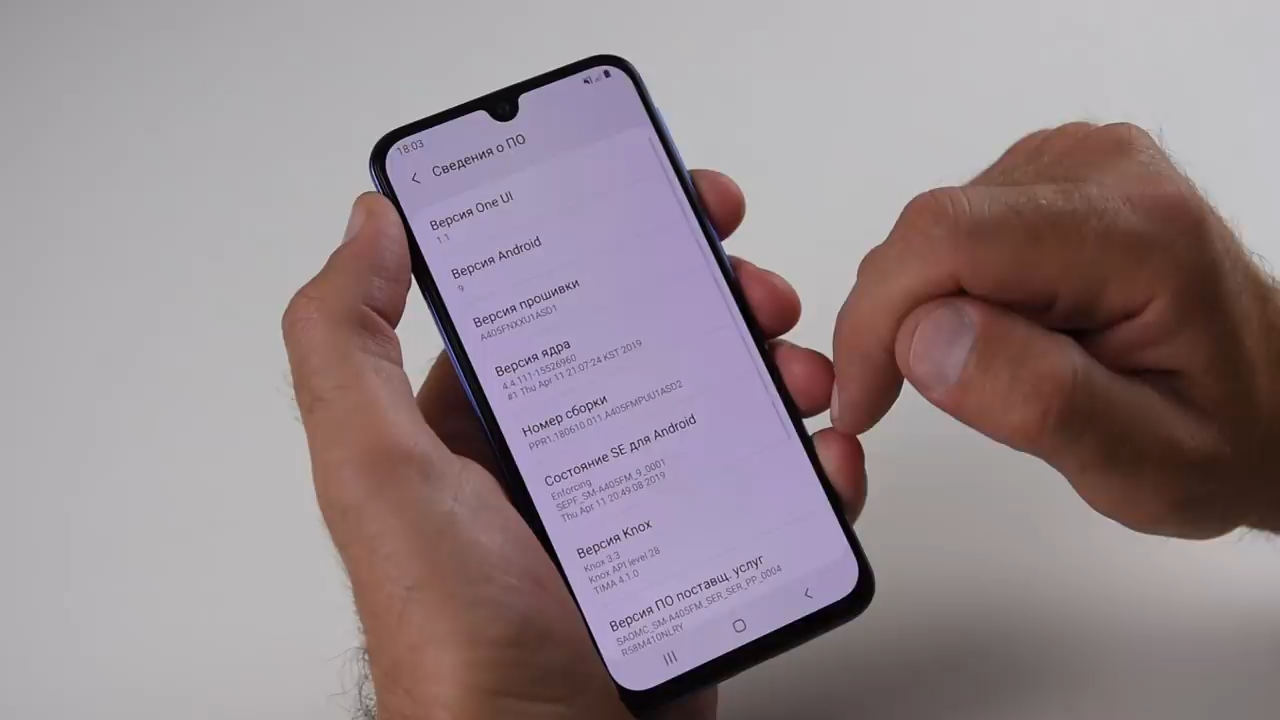 18:03
Сведения о ПО
Версия One UI
1.1
Версия Android
9
Версия прошивки
A405FNXXU1ASD1
Версия ядра
4.4.111-15526960
#1 Thu Apr 11 21:07:24 KST 2019
Номер сборки
PPR1.180610.011.A405FMPUU1ASD2
Состояние SE для Android
Enforcing
SEPF_SM-A405FM_9_0001
Thu Apr 11 20:49:08 2019
Версия Knox
Knox 3.3
Knox API level 28
TIMA 4.1.0
Версия ПО поставщ. услуг
SAOMC_SM-A405FM_SER_SER_PP_0004
R58M410NLRY